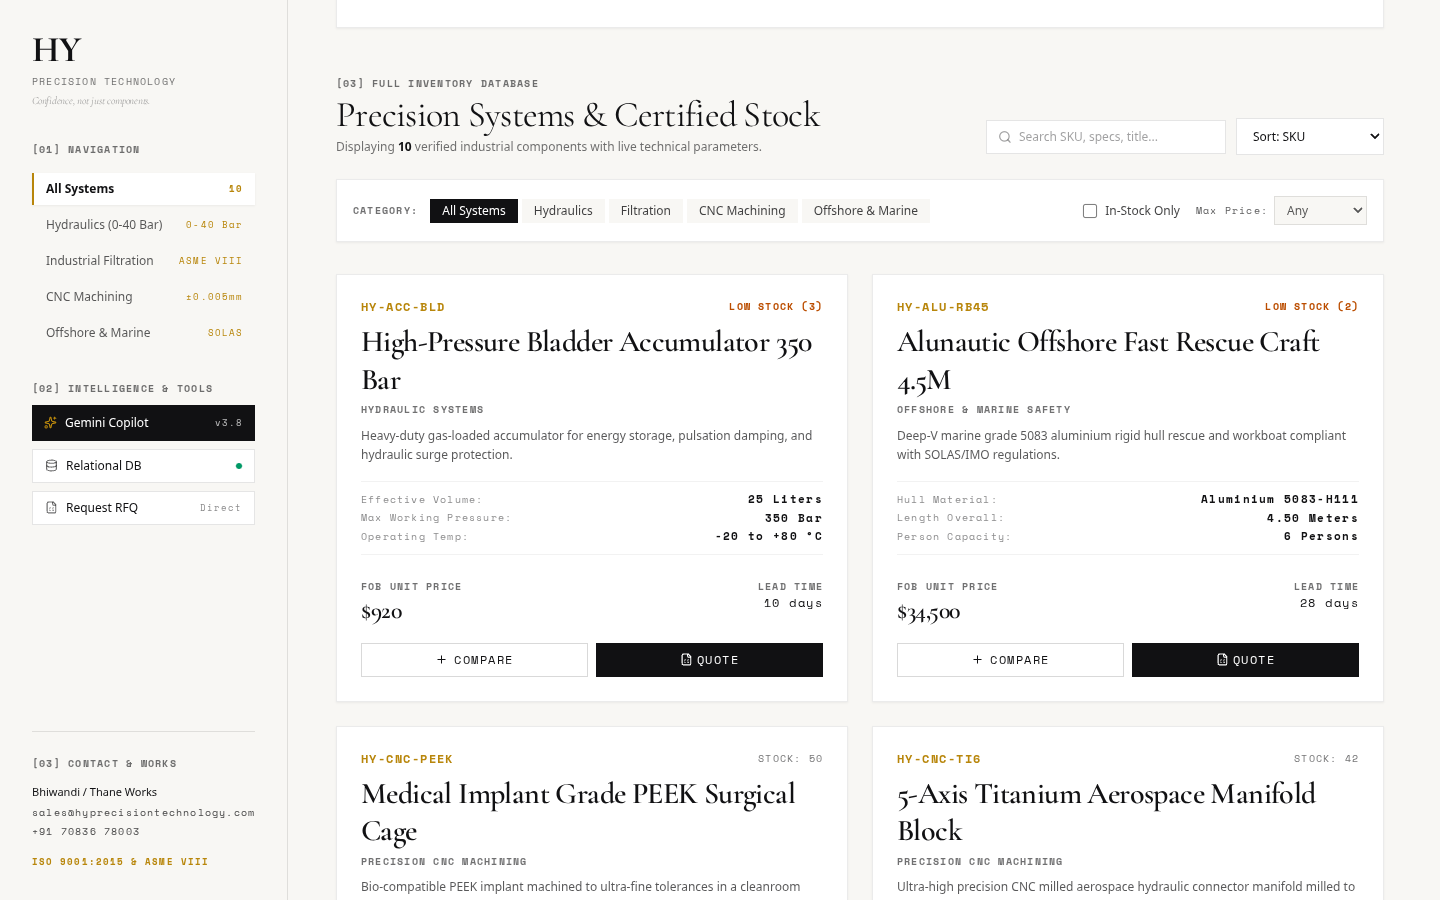 HY
PRECISION TECHNOLOGY
Confidence, not just components.
[01] NAVIGATION
All Systems 10
Hydraulics (0-40 Bar) 0-40 Bar
Industrial Filtration ASME VIII
CNC Machining ±0.005mm
Offshore & Marine SOLAS
[02] INTELLIGENCE & TOOLS
Gemini Copilot v3.8
Relational DB
Request RFQ Direct
[03] CONTACT & WORKS
Bhiwandi / Thane Works
sales@hyprecisiontechnology.com
+91 70836 78003
ISO 9001:2015 & ASME VIII
[03] FULL INVENTORY DATABASE
Precision Systems & Certified Stock
Displaying 10 verified industrial components with live technical parameters.
Search SKU, specs, title...
Sort: SKU
CATEGORY: All Systems Hydraulics Filtration CNC Machining Offshore & Marine
In-Stock Only Max Price: Any
HY-ACC-BLD LOW STOCK (3)
High-Pressure Bladder Accumulator 350
Bar
HYDRAULIC SYSTEMS
Heavy-duty gas-loaded accumulator for energy storage, pulsation damping, and
hydraulic surge protection.
Effective Volume: 25 Liters
Max Working Pressure: 350 Bar
Operating Temp: -20 to +80 °C
FOB UNIT PRICE LEAD TIME
$920 10 days
+ COMPARE QUOTE
HY-ALU-RB45 LOW STOCK (2)
Alunautic Offshore Fast Rescue Craft
4.5M
OFFSHORE & MARINE SAFETY
Deep-V marine grade 5083 aluminium rigid hull rescue and workboat compliant
with SOLAS/IMO regulations.
Hull Material: Aluminium 5083-H111
Length Overall: 4.50 Meters
Person Capacity: 6 Persons
FOB UNIT PRICE LEAD TIME
$34,500 28 days
+ COMPARE QUOTE
HY-CNC-PEEK STOCK: 50
Medical Implant Grade PEEK Surgical
Cage
PRECISION CNC MACHINING
Bio-compatible PEEK implant machined to ultra-fine tolerances in a cleanroom
HY-CNC-TI6 STOCK: 42
5-Axis Titanium Aerospace Manifold
Block
PRECISION CNC MACHINING
Ultra-high precision CNC milled aerospace hydraulic connector manifold milled to